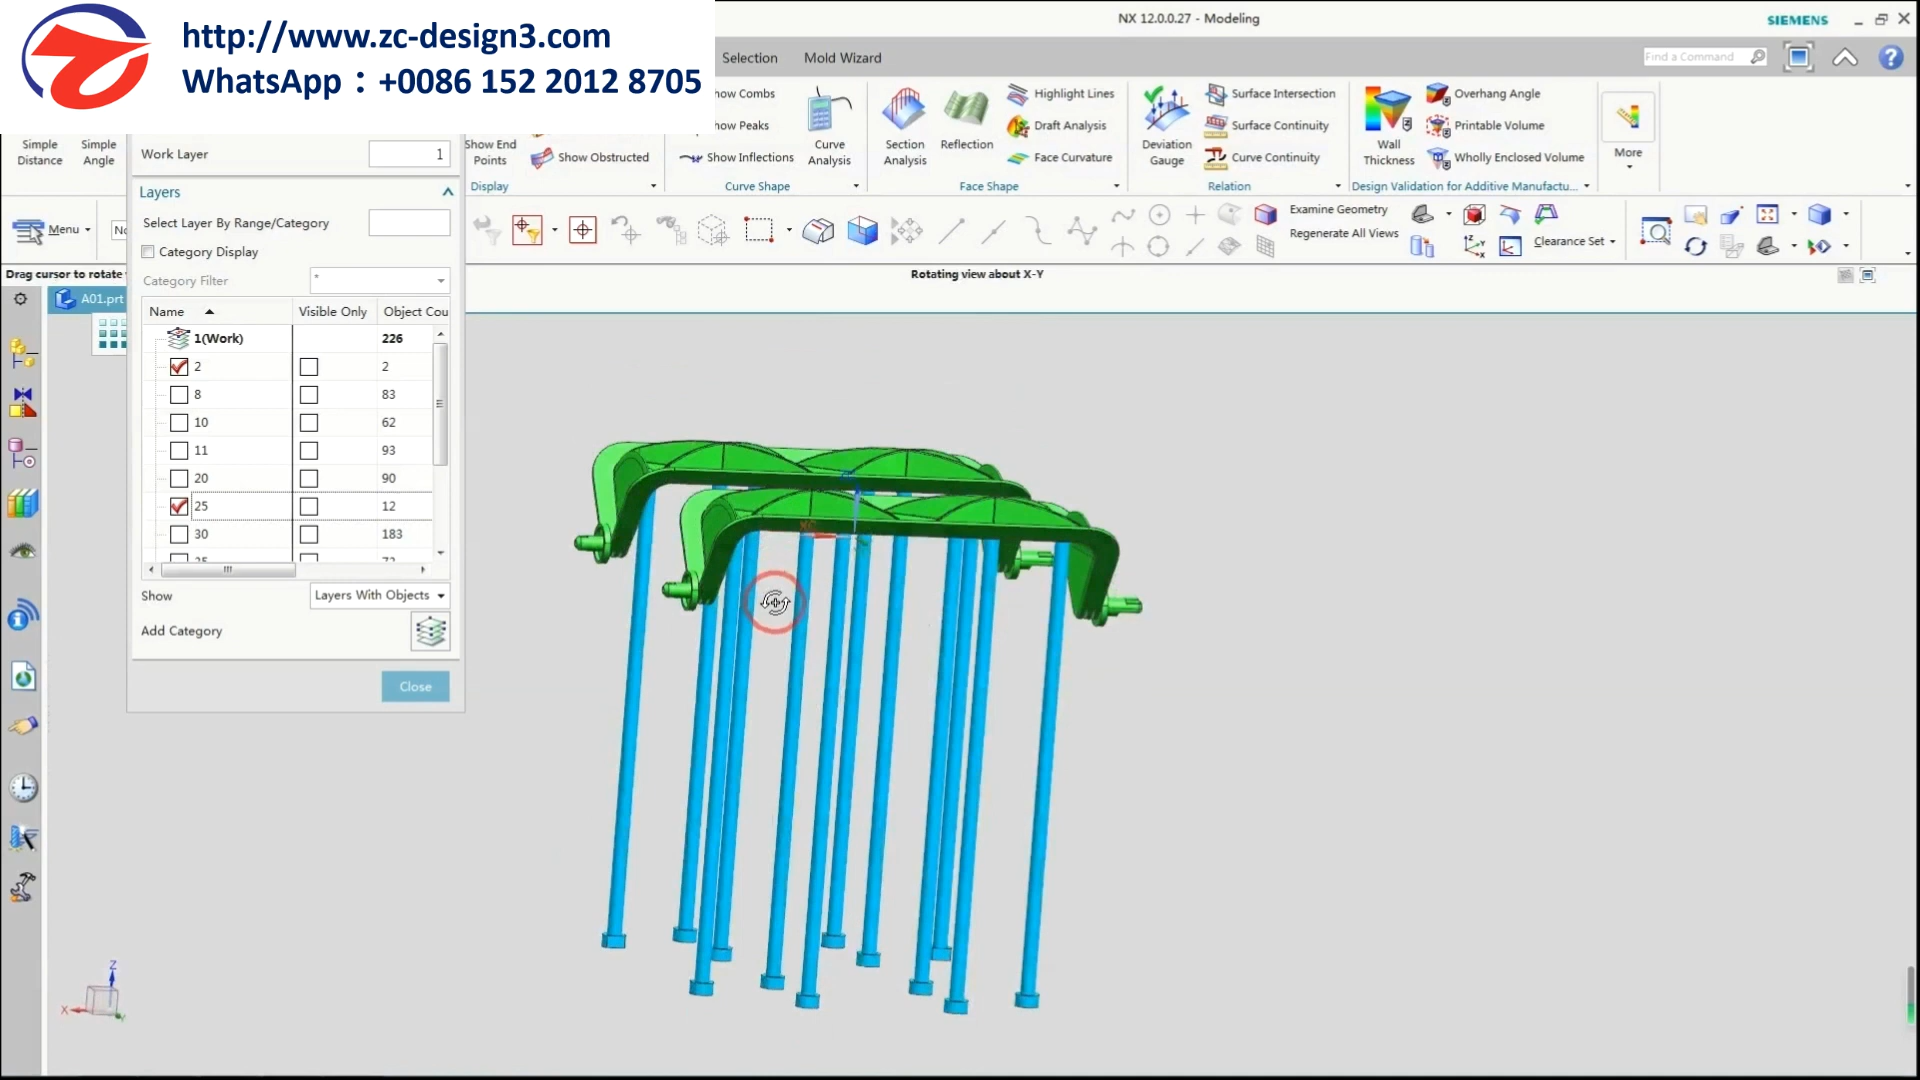 http://www.zc-design3.com
WhatsApp：+0086 152 2012 8705
NX 12.0.0.27 - Modeling
SIEMENS
Selection
Mold Wizard
Find a Command
Simple Distance
Simple Angle
Show End Points
Show Obstructed
Display
how Combs
how Peaks
Show Inflections
Curve Analysis
Curve Shape
Section Analysis
Reflection
Highlight Lines
Draft Analysis
Face Curvature
Face Shape
Deviation Gauge
Surface Intersection
Surface Continuity
Curve Continuity
Relation
Wall Thickness
Overhang Angle
Printable Volume
Wholly Enclosed Volume
Design Validation for Additive Manufactu...
More
Menu
No
Examine Geometry
Regenerate All Views
Clearance Set
Drag cursor to rotate
Rotating view about X-Y
A01.prt
Work Layer
1
Layers
Select Layer By Range/Category
Category Display
Category Filter
*
Name
Visible Only
Object Cou
1(Work)
226
2
2
8
83
10
62
11
93
20
90
25
12
30
183
Show
Layers With Objects
Add Category
Close
Z
X